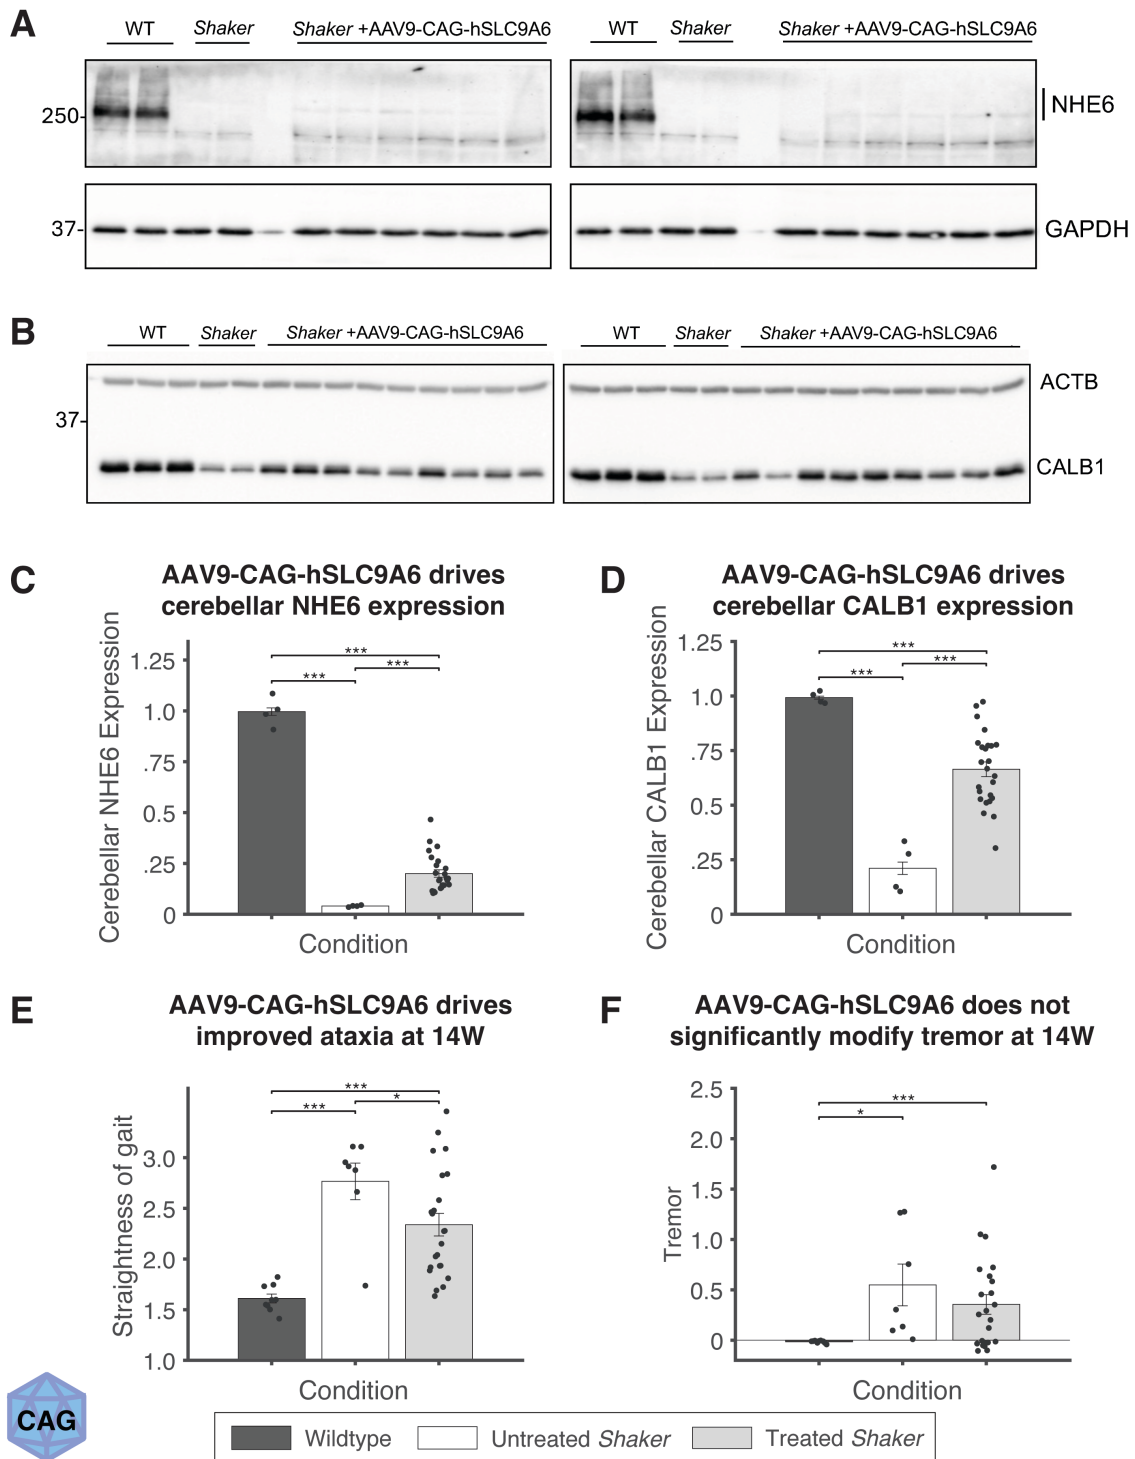 A
WT Shaker Shaker +AAV9-CAG-hSLC9A6 WT Shaker Shaker +AAV9-CAG-hSLC9A6
250- NHE6
37- GAPDH
B
WT Shaker Shaker +AAV9-CAG-hSLC9A6 WT Shaker Shaker +AAV9-CAG-hSLC9A6
ACTB
37-
CALB1
C
AAV9-CAG-hSLC9A6 drives
cerebellar NHE6 expression
Cerebellar NHE6 Expression
1.25
1.0
.75
0.5
.25
0
***
***
***
Condition
D
AAV9-CAG-hSLC9A6 drives
cerebellar CALB1 expression
Cerebellar CALB1 Expression
1.25
1.0
.75
0.5
.25
0
***
***
***
Condition
E
AAV9-CAG-hSLC9A6 drives
improved ataxia at 14W
Straightness of gait
3.0
2.5
2.0
1.5
1.0
***
*
***
Condition
F
AAV9-CAG-hSLC9A6 does not
significantly modify tremor at 14W
Tremor
2.5
2.0
1.5
1.0
0.5
0
***
*
Condition
CAG
Wildtype Untreated Shaker Treated Shaker